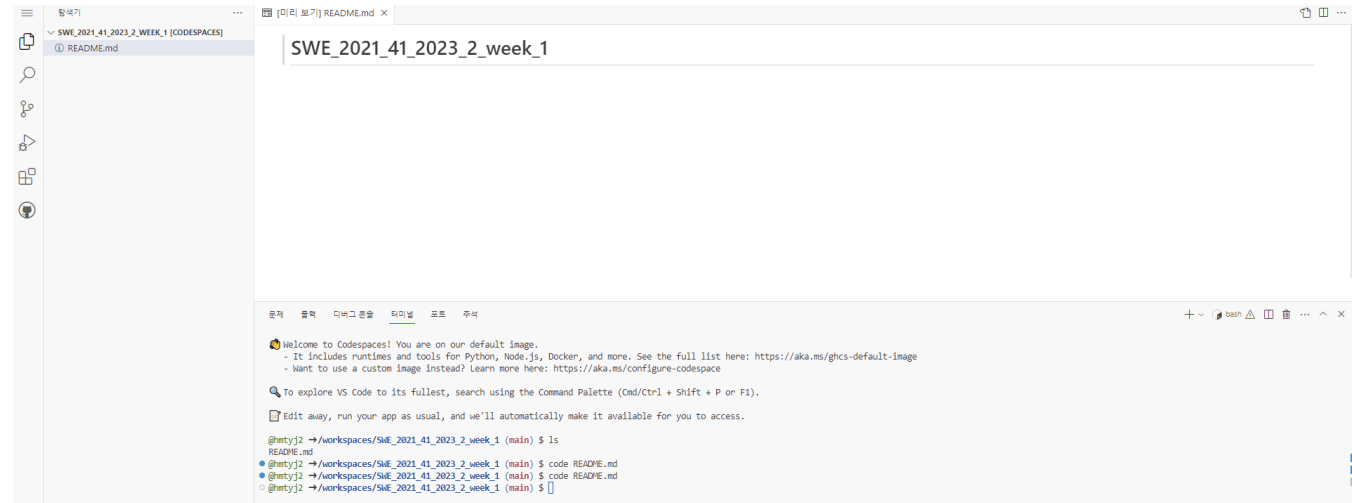 탐색기
SWE_2021_41_2023_2_WEEK_1 [CODESPACES]
README.md
[미리 보기] README.md
SWE_2021_41_2023_2_week_1
문제 출력 디버그 콘솔 터미널 포트 주석
bash
Welcome to Codespaces! You are on our default image.
- It includes runtimes and tools for Python, Node.js, Docker, and more. See the full list here: https://aka.ms/ghcs-default-image
- Want to use a custom image instead? Learn more here: https://aka.ms/configure-codespace
To explore VS Code to its fullest, search using the Command Palette (Cmd/Ctrl + Shift + P or F1).
Edit away, run your app as usual, and we'll automatically make it available for you to access.
@hmtyj2 ➜/workspaces/SWE_2021_41_2023_2_week_1 (main) $ ls
README.md
@hmtyj2 ➜/workspaces/SWE_2021_41_2023_2_week_1 (main) $ code README.md
@hmtyj2 ➜/workspaces/SWE_2021_41_2023_2_week_1 (main) $ code README.md
@hmtyj2 ➜/workspaces/SWE_2021_41_2023_2_week_1 (main) $